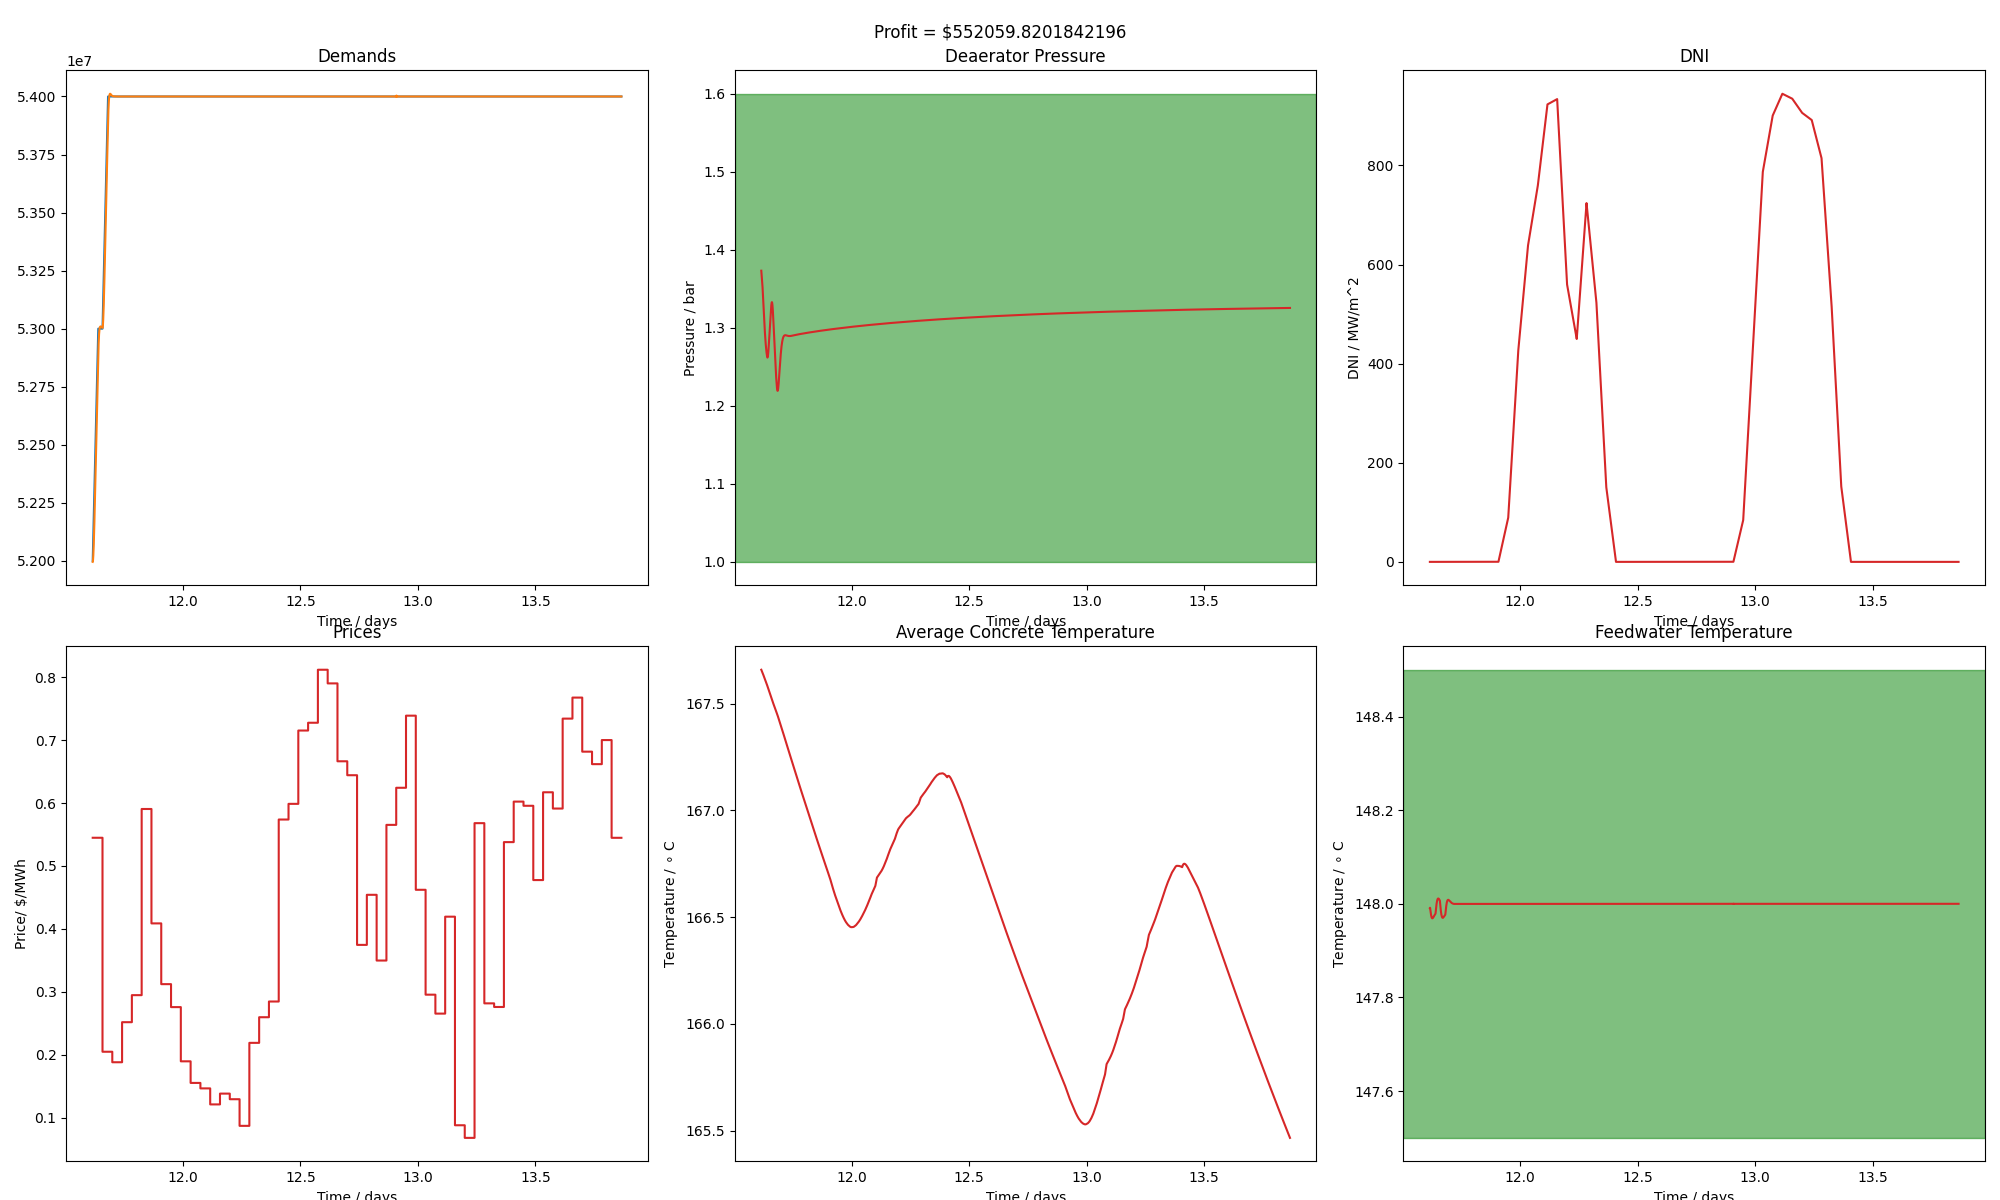 Profit = $552059.8201842196
Demands
1e7
5.400
5.375
5.350
5.325
5.300
5.275
5.250
5.225
5.200
12.0 12.5 13.0 13.5
Time / days
Deaerator Pressure
Pressure / bar
1.6
1.5
1.4
1.3
1.2
1.1
1.0
12.0 12.5 13.0 13.5
Time / days
DNI
DNI / MW/m^2
800
600
400
200
0
12.0 12.5 13.0 13.5
Time / days
Prices
Price/ $/MWh
0.8
0.7
0.6
0.5
0.4
0.3
0.2
0.1
12.0 12.5 13.0 13.5
Time / days
Average Concrete Temperature
Temperature / ∘ C
167.5
167.0
166.5
166.0
165.5
12.0 12.5 13.0 13.5
Time / days
Feedwater Temperature
Temperature / ∘ C
148.4
148.2
148.0
147.8
147.6
12.0 12.5 13.0 13.5
Time / days